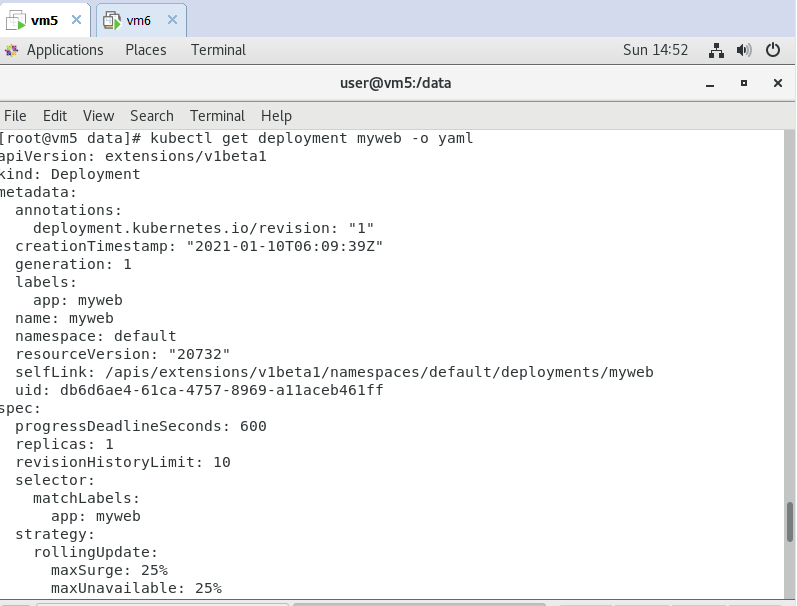 vm5 vm6
Applications Places Terminal Sun 14:52
user@vm5:/data
File Edit View Search Terminal Help
[root@vm5 data]# kubectl get deployment myweb -o yaml
apiVersion: extensions/v1beta1
kind: Deployment
metadata:
  annotations:
    deployment.kubernetes.io/revision: "1"
  creationTimestamp: "2021-01-10T06:09:39Z"
  generation: 1
  labels:
    app: myweb
  name: myweb
  namespace: default
  resourceVersion: "20732"
  selfLink: /apis/extensions/v1beta1/namespaces/default/deployments/myweb
  uid: db6d6ae4-61ca-4757-8969-a11aceb461ff
spec:
  progressDeadlineSeconds: 600
  replicas: 1
  revisionHistoryLimit: 10
  selector:
    matchLabels:
      app: myweb
  strategy:
    rollingUpdate:
      maxSurge: 25%
      maxUnavailable: 25%